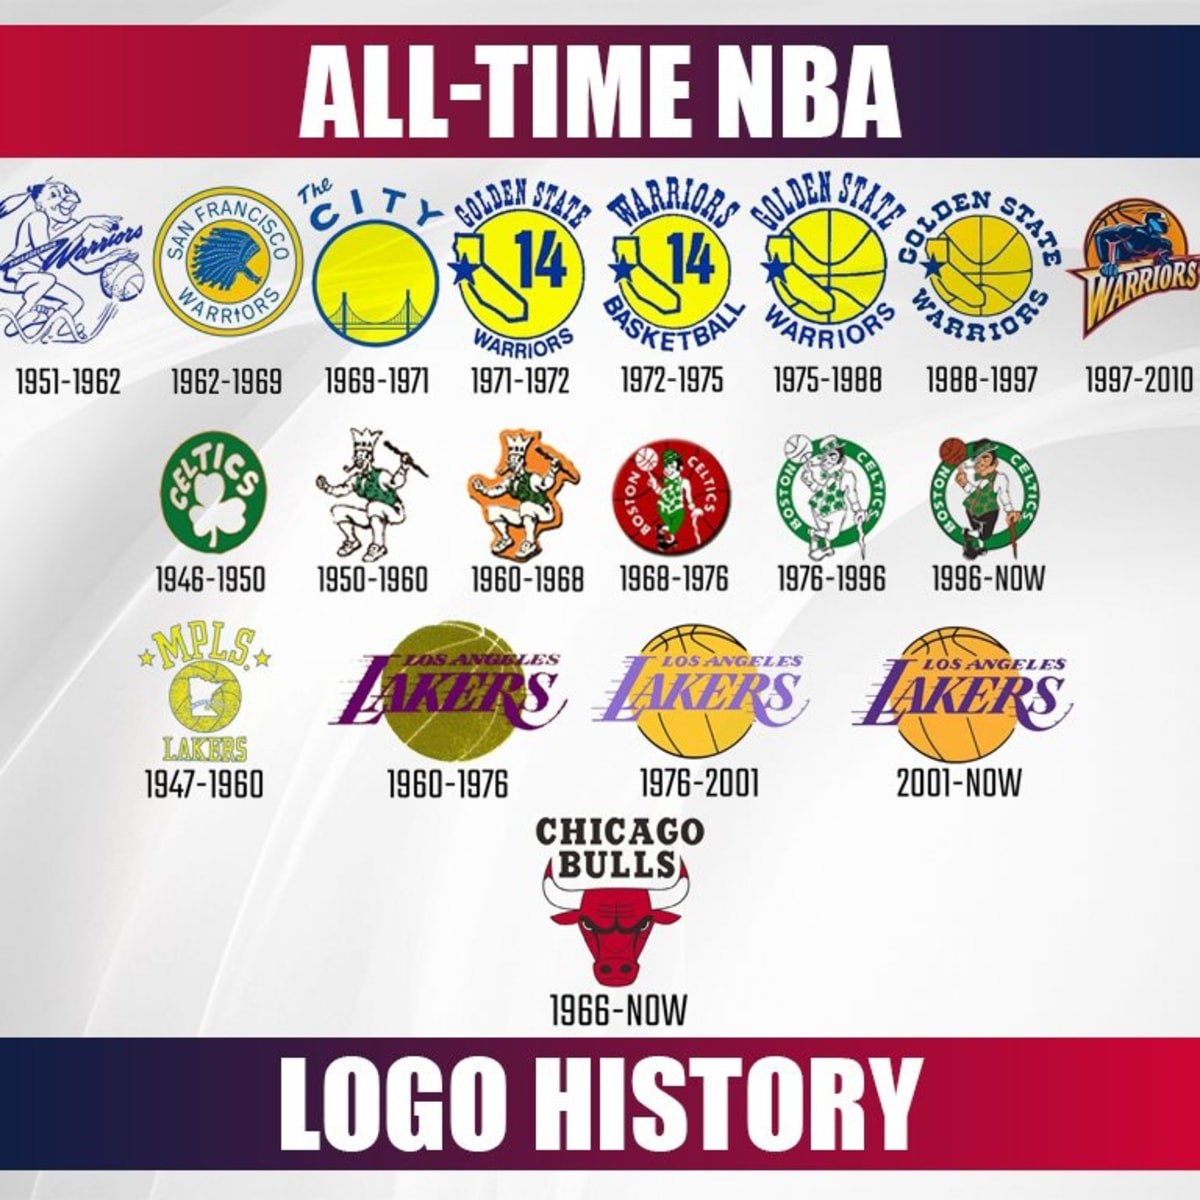 ALL-TIME NBA
Warriors
SAN FRANCISCO
WARRIORS
The
CITY
GOLDEN STATE
14
WARRIORS
WARRIORS
14
BASKETBALL
GOLDEN STATE
WARRIORS
GOLDEN STATE
WARRIORS
WARRIORS
1951-1962
1962-1969
1969-1971
1971-1972
1972-1975
1975-1988
1988-1997
1997-2010
CELTICS
BOSTON CELTICS
BOSTON CELTICS
BOSTON CELTICS
1946-1950
1950-1960
1960-1968
1968-1976
1976-1996
1996-NOW
MPLS.
LAKERS
LOS ANGELES
LAKERS
LOS ANGELES
LAKERS
LOS ANGELES
LAKERS
1947-1960
1960-1976
1976-2001
2001-NOW
CHICAGO
BULLS
1966-NOW
LOGO HISTORY